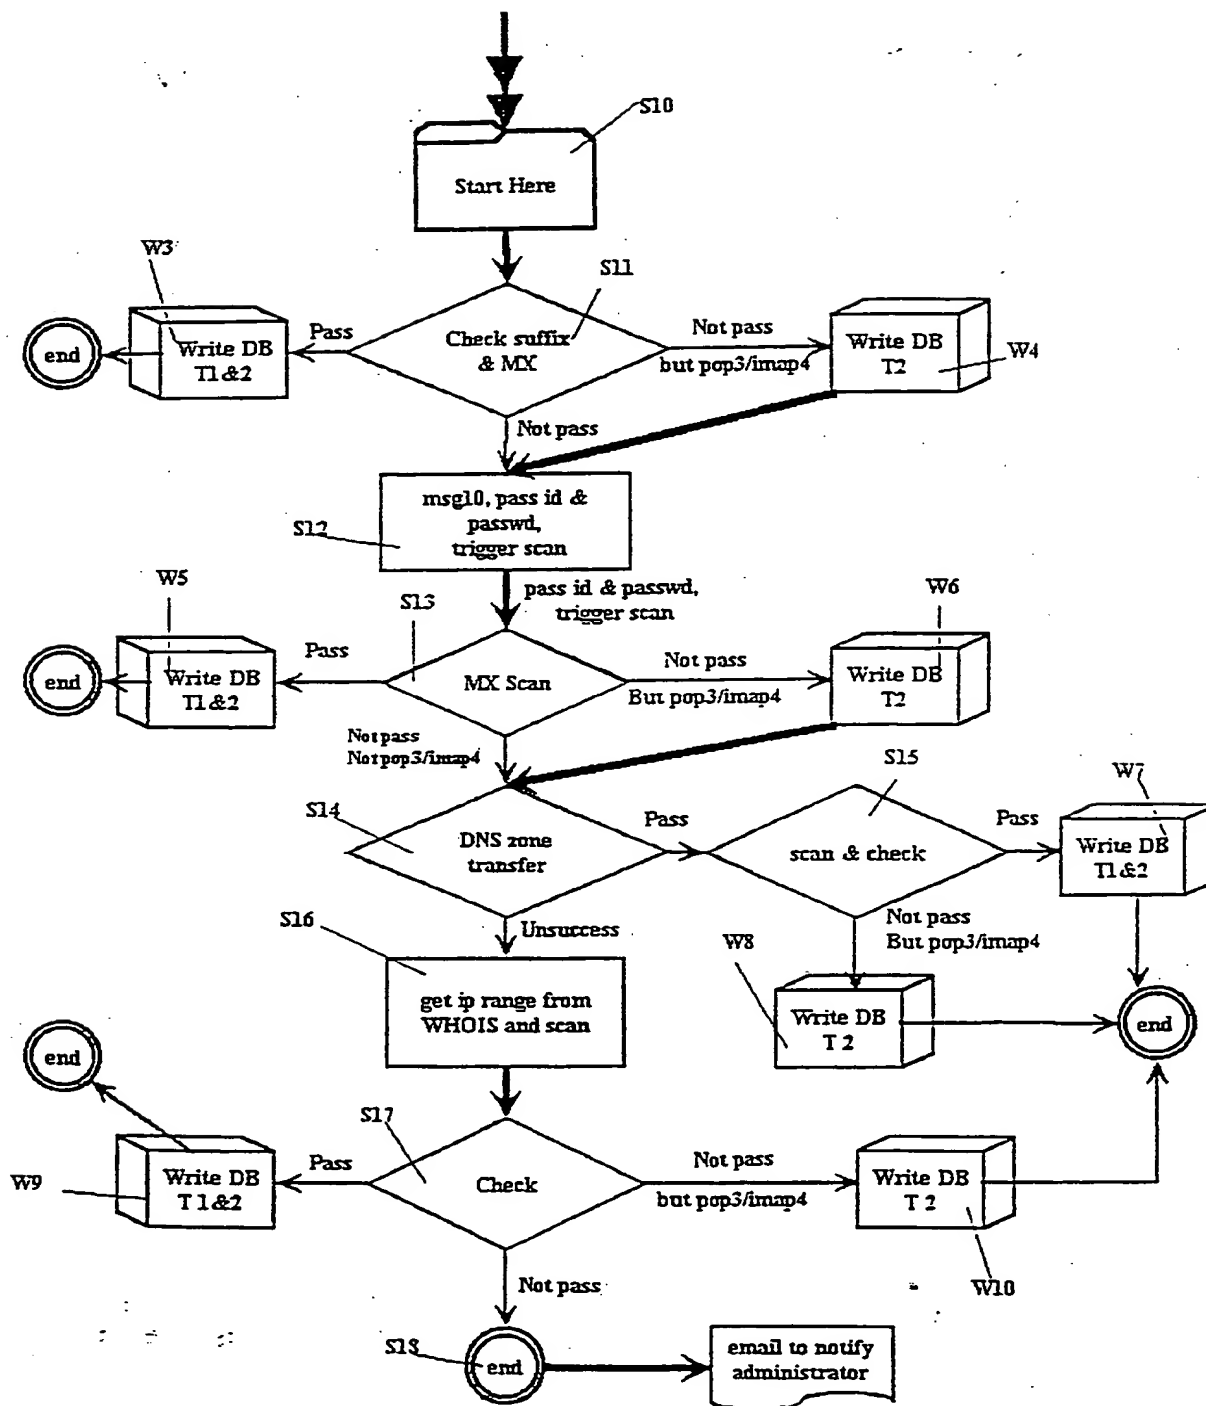 S10
Start Here
W3
S11
end
Write DB
T1&2
Pass
Check suffix
& MX
Not pass
but pop3/imap4
Write DB
T2
W4
Not pass
msg10, pass id &
passwd,
trigger scan
S12
pass id & passwd,
trigger scan
W5
S13
W6
end
Write DB
T1&2
Pass
MX Scan
Not pass
But pop3/imap4
Write DB
T2
Not pass
Not pop3/imap4
S14
S15
W7
DNS zone
transfer
Pass
scan & check
Pass
Write DB
T1&2
S16
Unsuccess
Not pass
But pop3/imap4
W8
get ip range from
WHOIS and scan
Write DB
T 2
end
end
S17
W9
Write DB
T 1&2
Pass
Check
Not pass
but pop3/imap4
Write DB
T 2
W10
Not pass
S18
end
email to notify
administrator